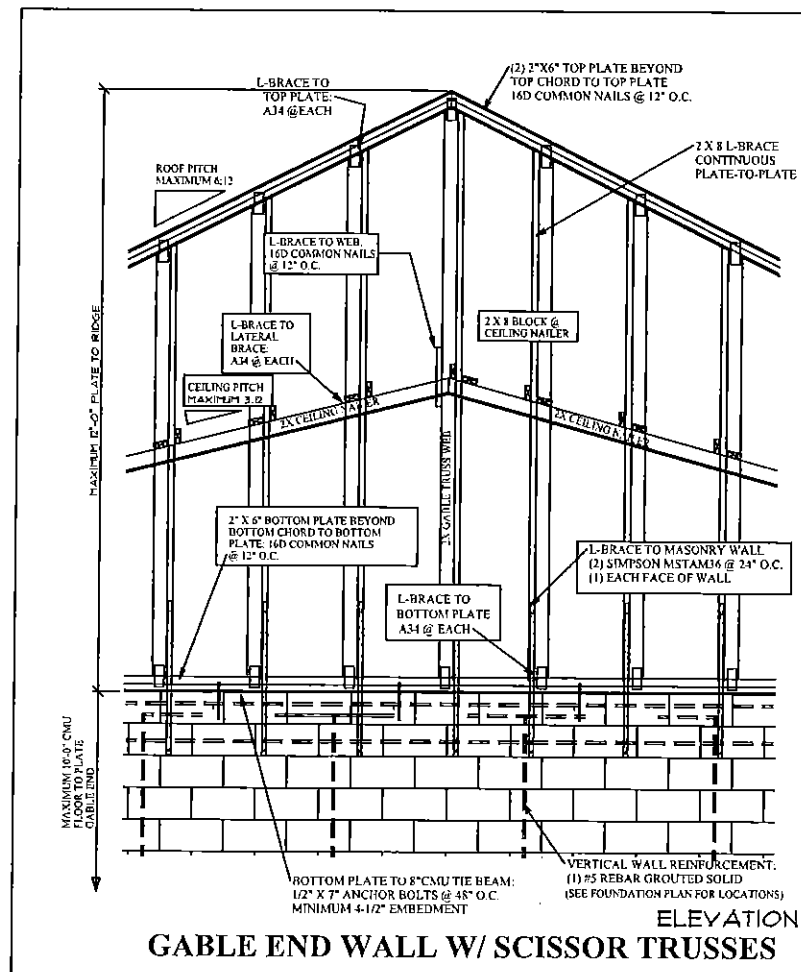 (2) 2"X6" TOP PLATE BEYOND
TOP CHORD TO TOP PLATE
16D COMMON NAILS @ 12" O.C.
L-BRACE TO
TOP PLATE:
A34 @EACH
2 X 8 L-BRACE
CONTINUOUS
PLATE-TO-PLATE
ROOF PITCH
MAXIMUM 6:12
L-BRACE TO WEB,
16D COMMON NAILS
@ 12" O.C.
L-BRACE TO
LATERAL
BRACE:
A34 @ EACH
2 X 8 BLOCK @
CEILING NAILER
CEILING PITCH
MAXIMUM 3:12
2X CEILING NAILER
2X CEILING NAILER
MAXIMUM 12'-0" PLATE TO RIDGE
2X GABLE TRUSS WEB
2" X 6" BOTTOM PLATE BEYOND
BOTTOM CHORD TO BOTTOM
PLATE: 16D COMMON NAILS
@ 12" O.C.
L-BRACE TO MASONRY WALL
(2) SIMPSON MSTAM36 @ 24" O.C.
(1) EACH FACE OF WALL
L-BRACE TO
BOTTOM PLATE
A34 @ EACH
MAXIMUM 10'-0" CMU
FLOOR TO PLATE
GABLE END
VERTICAL WALL REINFORCEMENT:
(1) #5 REBAR GROUTED SOLID
(SEE FOUNDATION PLAN FOR LOCATIONS)
BOTTOM PLATE TO 8"CMU TIE BEAM:
1/2" X 7" ANCHOR BOLTS @ 48" O.C.
MINIMUM 4-1/2" EMBEDMENT
ELEVATION
GABLE END WALL W/ SCISSOR TRUSSES